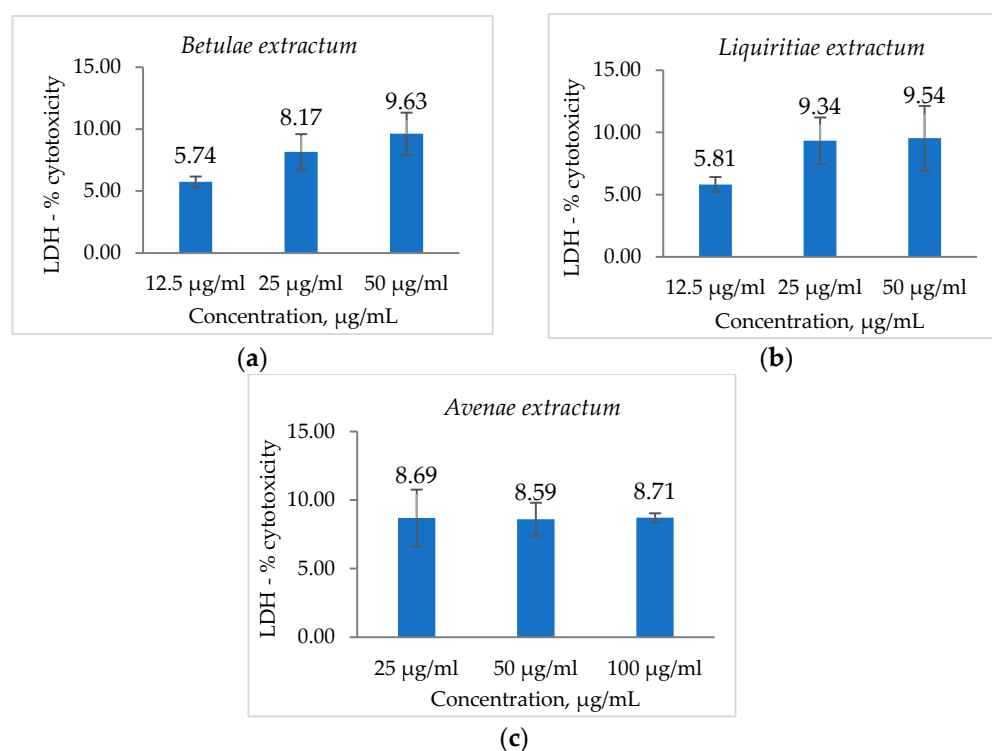 Betulae extractum
LDH - % cytotoxicity
15.00
10.00
5.00
0.00
5.74
8.17
9.63
12.5 µg/ml 25 µg/ml 50 µg/ml
Concentration, µg/mL
(a)
Liquiritiae extractum
LDH - % cytotoxicity
15.00
10.00
5.00
0.00
5.81
9.34
9.54
12.5 µg/ml 25 µg/ml 50 µg/ml
Concentration, µg/mL
(b)
Avenae extractum
LDH - % cytotoxicity
15.00
10.00
5.00
0.00
8.69
8.59
8.71
25 µg/ml 50 µg/ml 100 µg/ml
Concentration, µg/mL
(c)